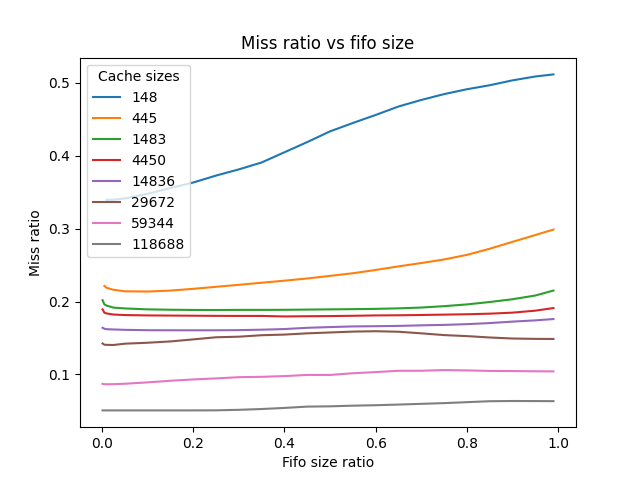 Miss ratio vs fifo size
Miss ratio
0.5
0.4
0.3
0.2
0.1
Cache sizes
148
445
1483
4450
14836
29672
59344
118688
0.0 0.2 0.4 0.6 0.8 1.0
Fifo size ratio